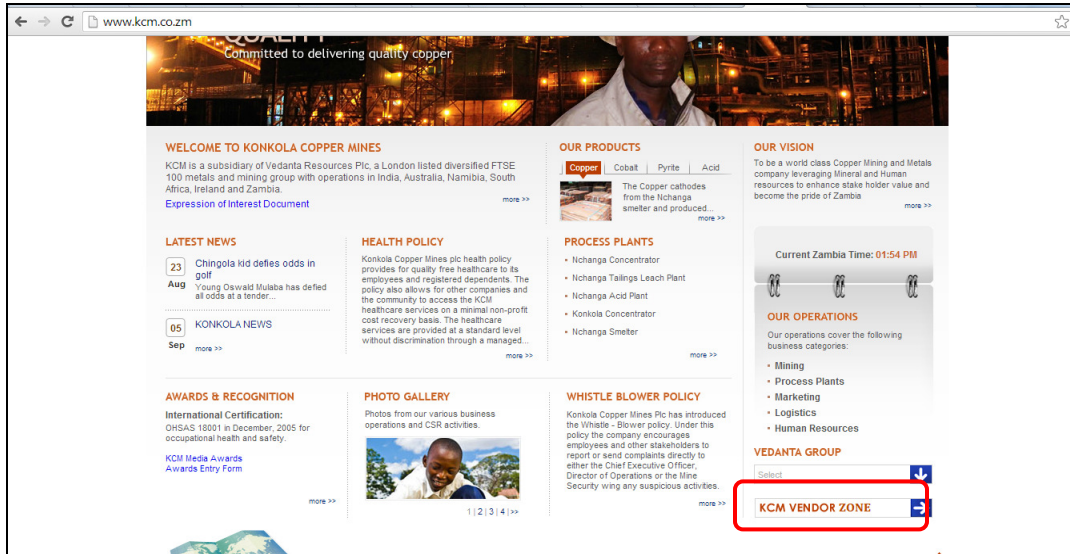 www.kcm.co.zm
QUALITY
Committed to delivering quality copper
WELCOME TO KONKOLA COPPER MINES
KCM is a subsidiary of Vedanta Resources Plc, a London listed diversified FTSE
100 metals and mining group with operations in India, Australia, Namibia, South
Africa, Ireland and Zambia.
Expression of Interest Document
more >>
OUR PRODUCTS
Copper | Cobalt | Pyrite | Acid
The Copper cathodes
from the Nchanga
smelter and produced...
more >>
OUR VISION
To be a world class Copper Mining and Metals
company leveraging Mineral and Human
resources to enhance stake holder value and
become the pride of Zambia
more >>
LATEST NEWS
23 Aug
Chingola kid defies odds in
golf
Young Oswald Mulaba has defied
all odds at a tender...
05 Sep
KONKOLA NEWS
more >>
HEALTH POLICY
Konkola Copper Mines plc health policy
provides for quality free healthcare to its
employees and registered dependents. The
policy also allows for other companies and
the community to access the KCM
healthcare services on a minimal non-profit
cost recovery basis. The healthcare
services are provided at a standard level
without discrimination through a managed...
more >>
PROCESS PLANTS
Nchanga Concentrator
Nchanga Tailings Leach Plant
Nchanga Acid Plant
Konkola Concentrator
Nchanga Smelter
more >>
Current Zambia Time: 01:54 PM
OUR OPERATIONS
Our operations cover the following
business categories:
Mining
Process Plants
Marketing
Logistics
Human Resources
AWARDS & RECOGNITION
International Certification:
OHSAS 18001 in December, 2005 for
occupational health and safety.
KCM Media Awards
Awards Entry Form
more >>
PHOTO GALLERY
Photos from our various business
operations and CSR activities.
1 | 2 | 3 | 4 | >>
WHISTLE BLOWER POLICY
Konkola Copper Mines Plc has introduced
the Whistle - Blower policy. Under this
policy the company encourages
employees and other stakeholders to
report or send complaints directly to
either the Chief Executive Officer,
Director of Operations or the Mine
Security wing any suspicious activities.
more >>
VEDANTA GROUP
Select
KCM VENDOR ZONE